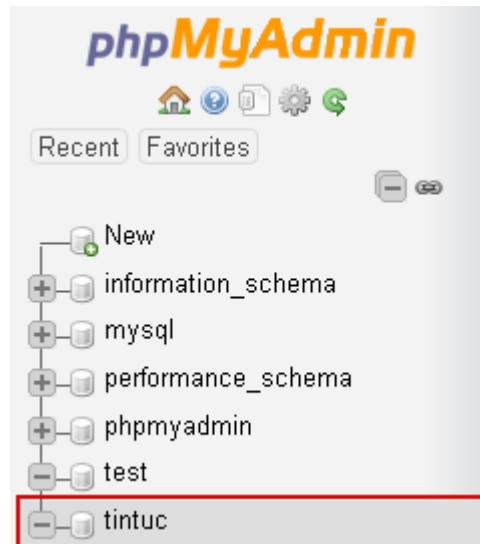 phpMyAdmin
Recent Favorites
New
information_schema
mysql
performance_schema
phpmyadmin
test
tintuc